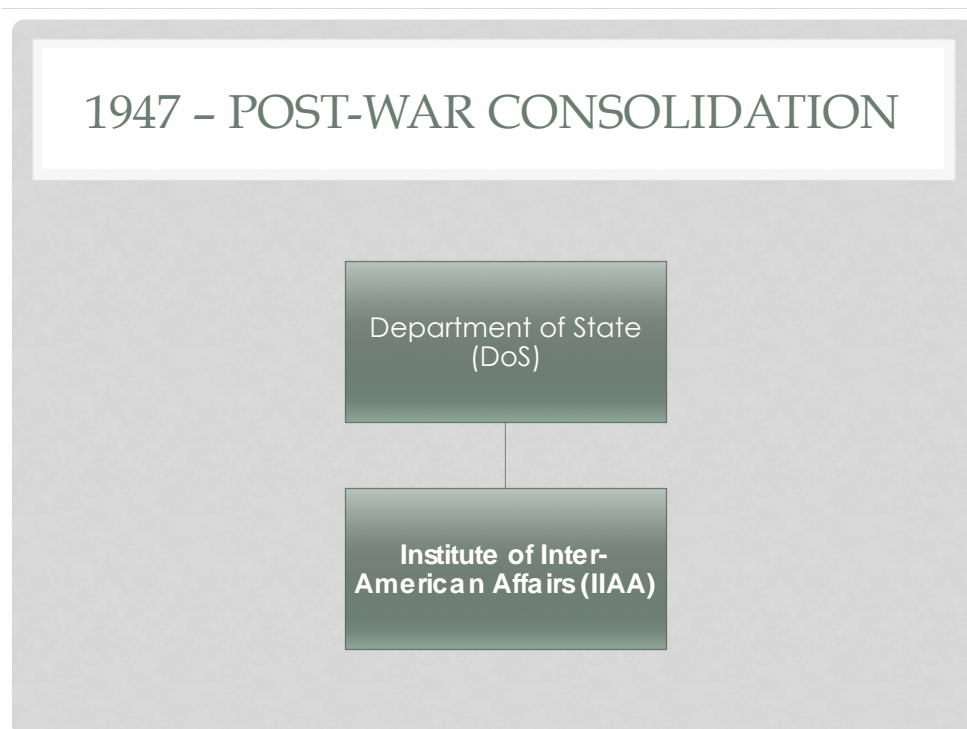 1947 – POST-WAR CONSOLIDATION
Department of State
(DoS)
Institute of Inter-
American Affairs (IIAA)